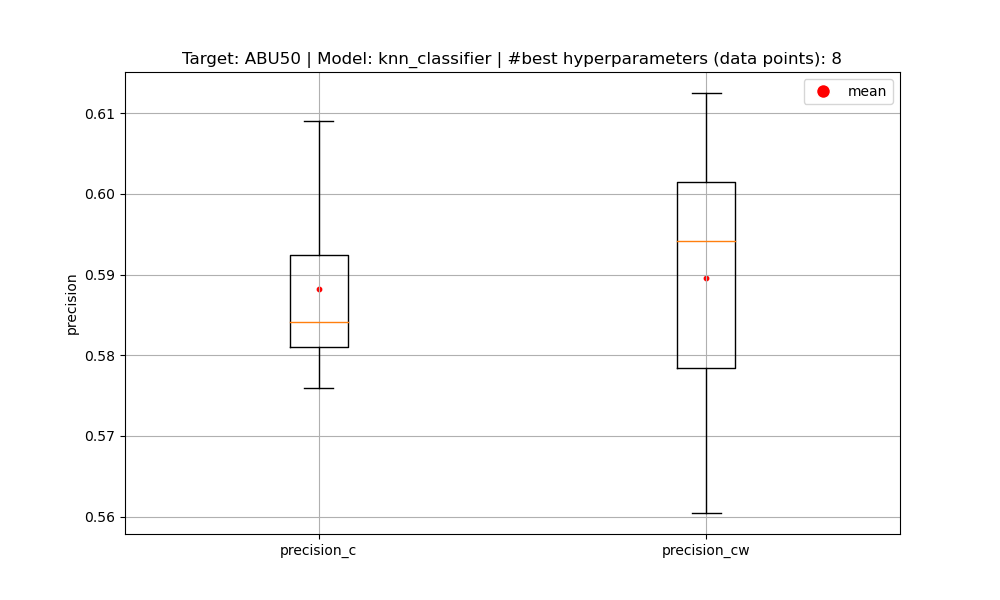 Target: ABU50 | Model: knn_classifier | #best hyperparameters (data points): 8
mean
0.61
0.60
0.59
0.58
0.57
0.56
precision
precision_c
precision_cw